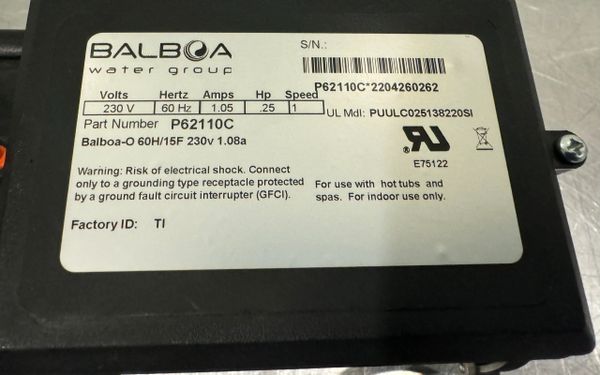 BALBOA
water group
S/N.:
P62110C*2204260262
Volts Hertz Amps Hp Speed
230 V 60 Hz 1.05 .25 1
UL Mdl: PUULC025138220SI
Part Number P62110C
Balboa-O 60H/15F 230v 1.08a
E75122
Warning: Risk of electrical shock. Connect
only to a grounding type receptacle protected
by a ground fault circuit interrupter (GFCI).
For use with hot tubs and
spas. For indoor use only.
Factory ID: TI